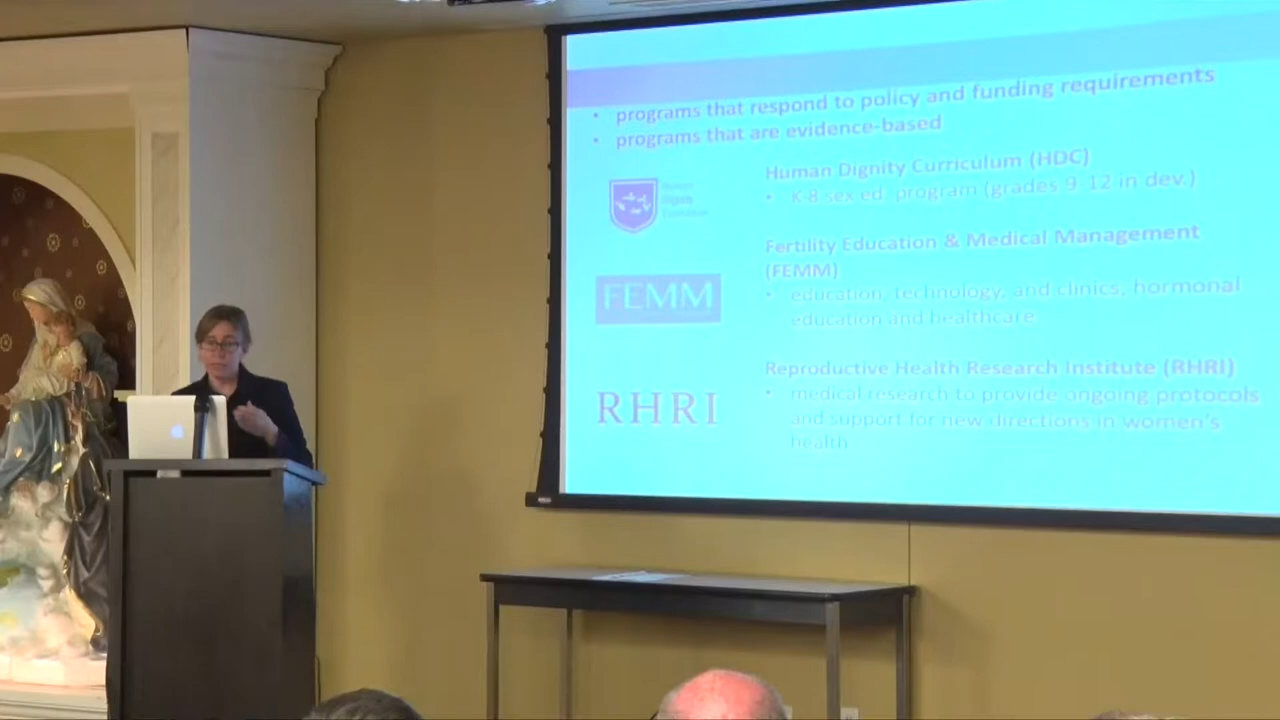 • programs that respond to policy and funding requirements
• programs that are evidence-based
Human Dignity Curriculum (HDC)
• K-8 sex ed. program (grades 9-12 in dev.)
Fertility Education & Medical Management
(FEMM)
FEMM
• education, technology, and clinics, hormonal
education and healthcare
Reproductive Health Research Institute (RHRI)
RHRI
• medical research to provide ongoing protocols
and support for new directions in women's
health